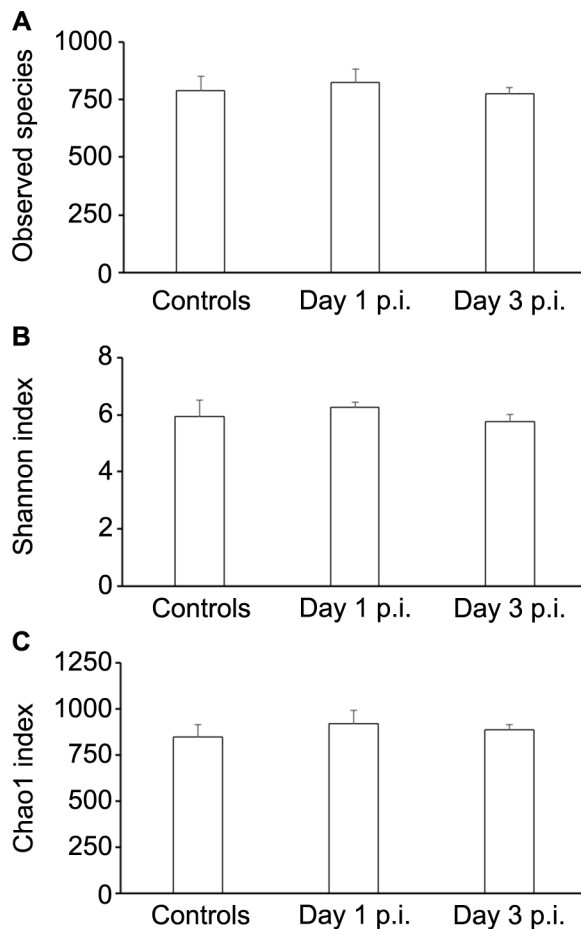 A
Observed species
1000
750
500
250
0
Controls Day 1 p.i. Day 3 p.i.
B
Shannon index
8
6
4
2
0
Controls Day 1 p.i. Day 3 p.i.
C
Chao1 index
1250
1000
750
500
250
0
Controls Day 1 p.i. Day 3 p.i.